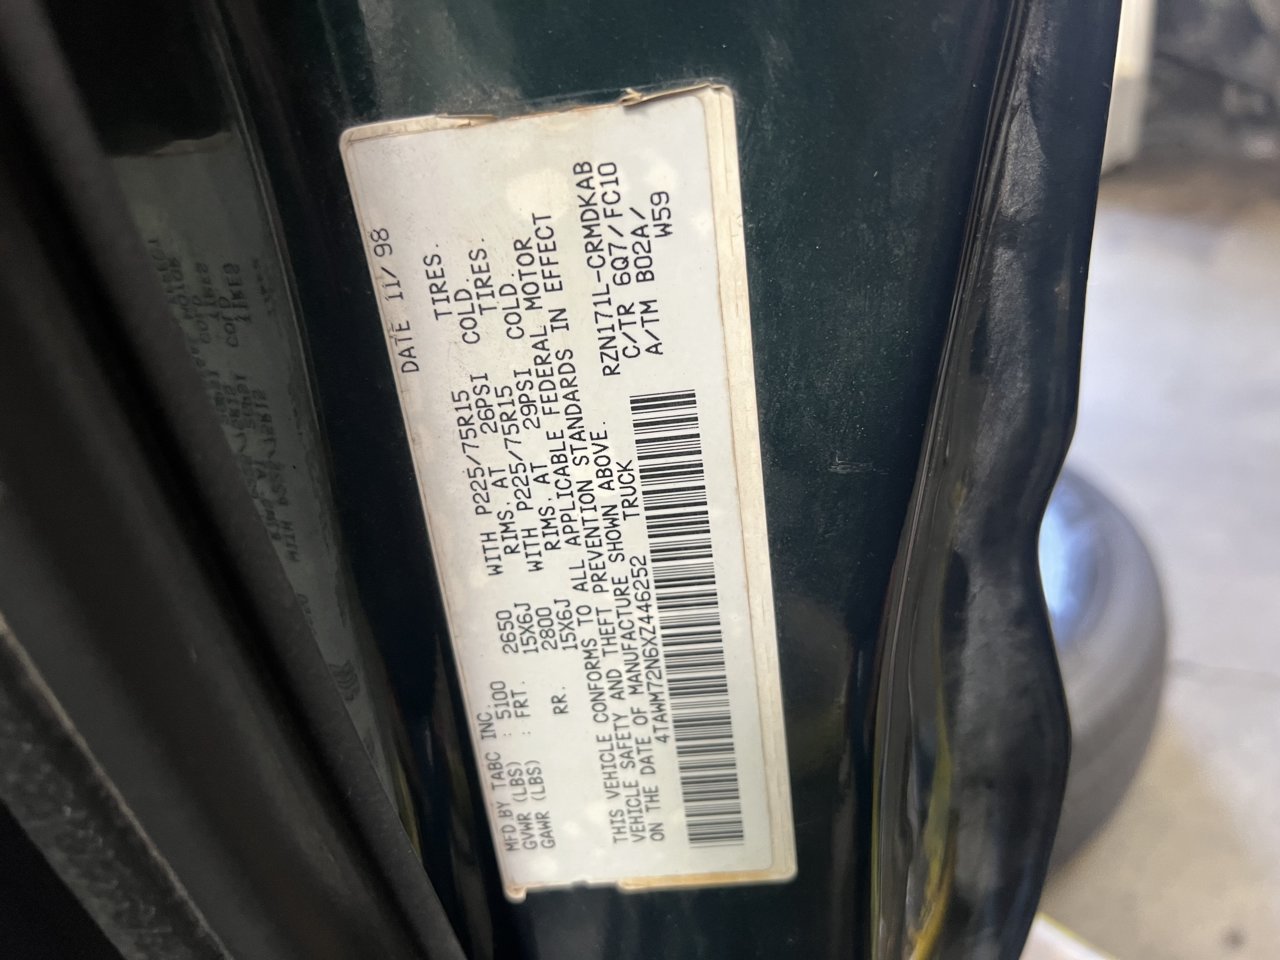 DATE 11/98
MFD BY TABC INC.
GVWR (LBS) : 5100
GAWR (LBS) : FRT. 2650 WITH P225/75R15 TIRES.
15X6J RIMS. AT 26PSI COLD.
RR. 2800 WITH P225/75R15 TIRES.
15X6J RIMS. AT 29PSI COLD.
THIS VEHICLE CONFORMS TO ALL APPLICABLE FEDERAL MOTOR
VEHICLE SAFETY AND THEFT PREVENTION STANDARDS IN EFFECT
ON THE DATE OF MANUFACTURE SHOWN ABOVE.
4TAWM72N6XZ446252 TRUCK
RZN171L-CRMDKAB
C/TR 6Q7/FC10
A/TM B02A/
W59